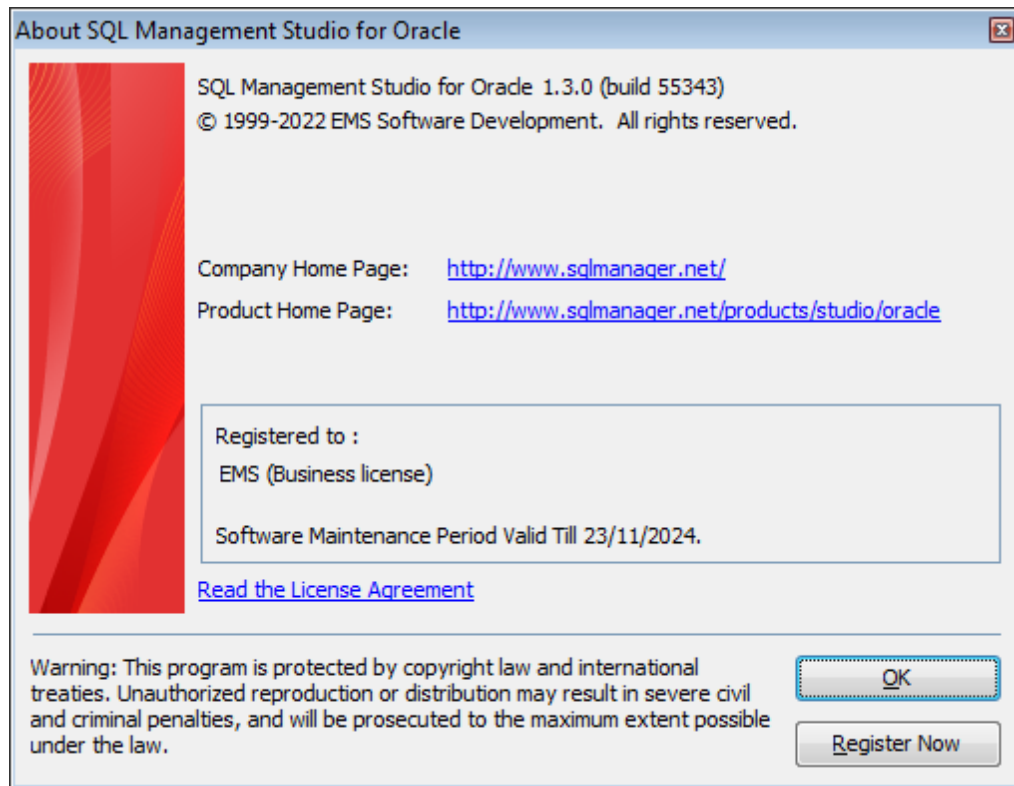 About SQL Management Studio for Oracle
SQL Management Studio for Oracle 1.3.0 (build 55343)
© 1999-2022 EMS Software Development.  All rights reserved.
Company Home Page: http://www.sqlmanager.net/
Product Home Page: http://www.sqlmanager.net/products/studio/oracle
Registered to :
EMS (Business license)
Software Maintenance Period Valid Till 23/11/2024.
Read the License Agreement
Warning: This program is protected by copyright law and international
treaties. Unauthorized reproduction or distribution may result in severe civil
and criminal penalties, and will be prosecuted to the maximum extent possible
under the law.
OK
Register Now